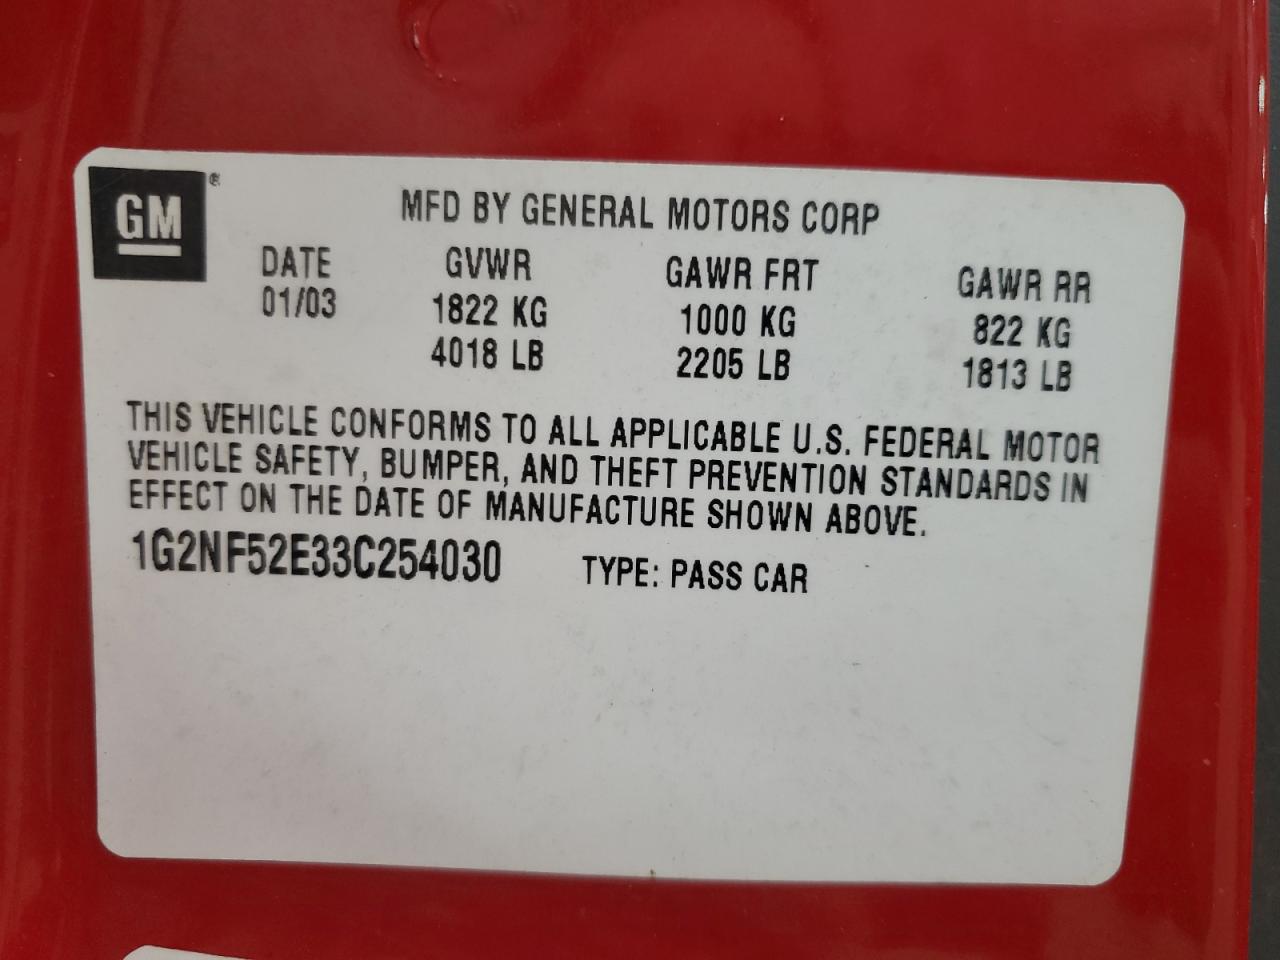 GM ®
MFD BY GENERAL MOTORS CORP
DATE GVWR GAWR FRT GAWR RR
01/03 1822 KG 1000 KG 822 KG
4018 LB 2205 LB 1813 LB
THIS VEHICLE CONFORMS TO ALL APPLICABLE U.S. FEDERAL MOTOR
VEHICLE SAFETY, BUMPER, AND THEFT PREVENTION STANDARDS IN
EFFECT ON THE DATE OF MANUFACTURE SHOWN ABOVE.
1G2NF52E33C254030 TYPE: PASS CAR